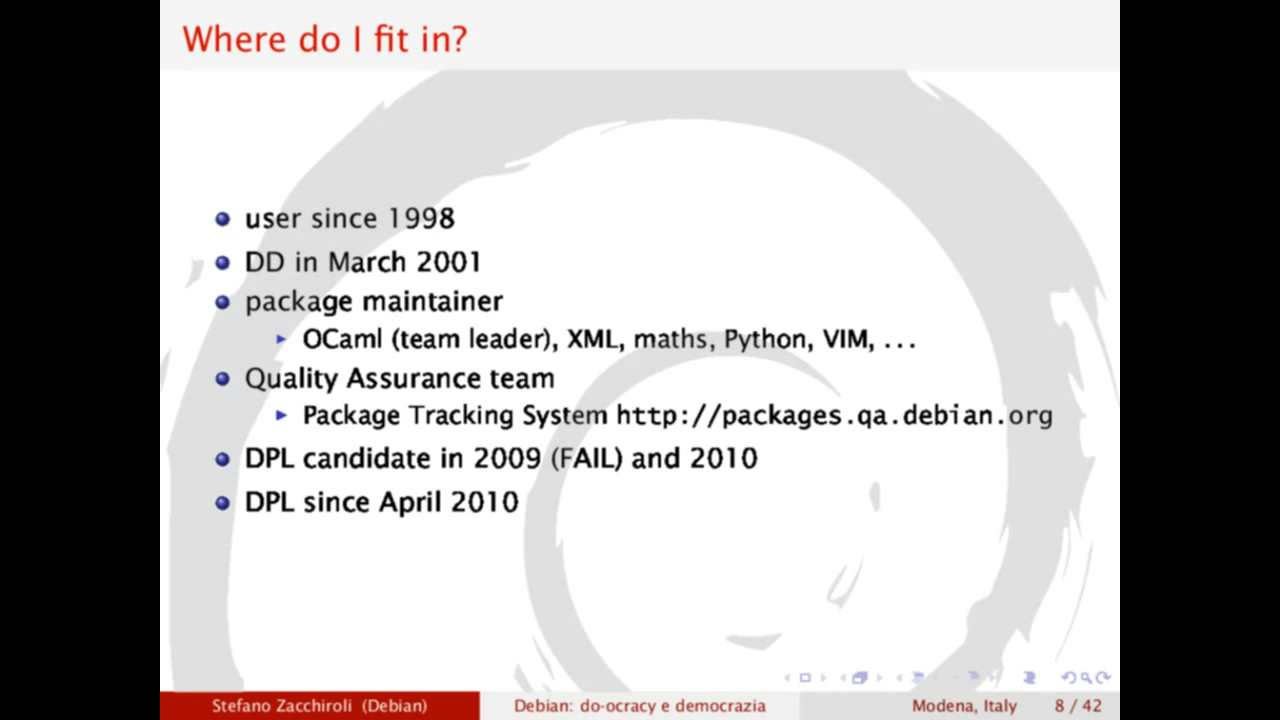 Where do I fit in?
user since 1998
DD in March 2001
package maintainer
OCaml (team leader), XML, maths, Python, VIM, ...
Quality Assurance team
Package Tracking System http://packages.qa.debian.org
DPL candidate in 2009 (FAIL) and 2010
DPL since April 2010
Stefano Zacchiroli (Debian) Debian: do-ocracy e democrazia Modena, Italy 8 / 42